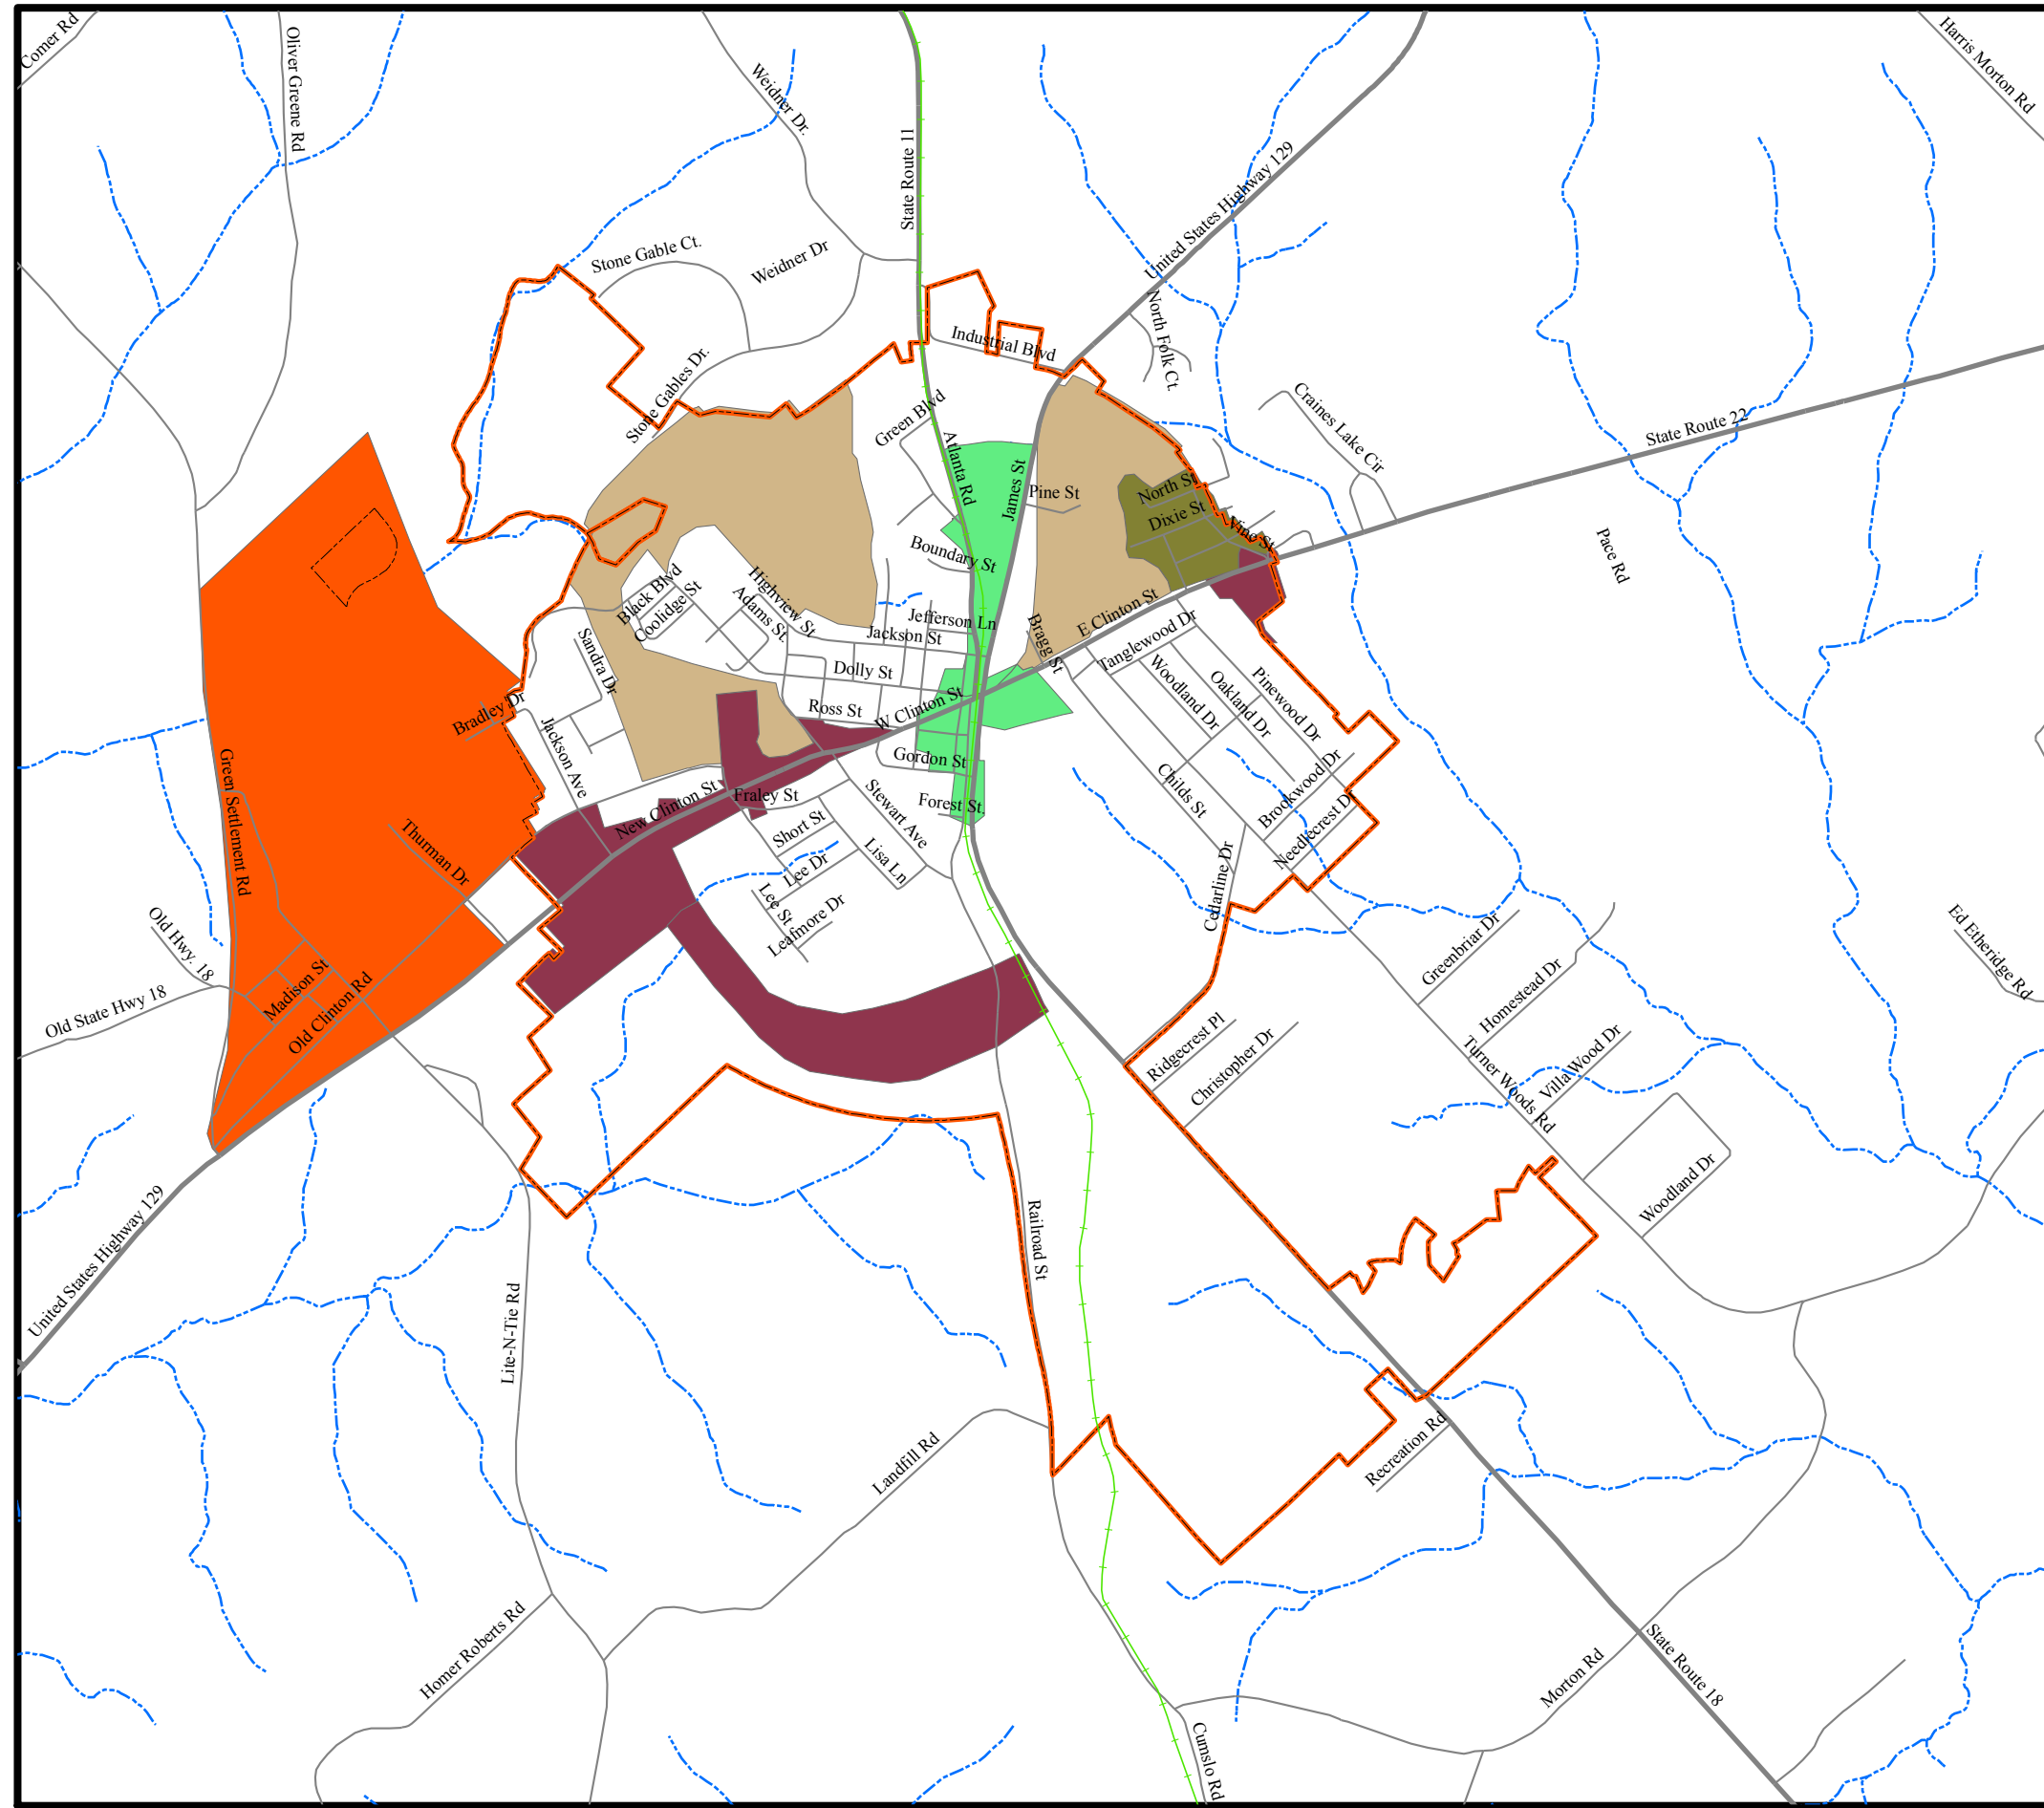 Comer Rd
Oliver Greene Rd
Weidner Dr.
State Route 11
United States Highway 129
Harris Morton Rd
Stone Gable Ct.
Weidner Dr
North Folk Ct.
Industrial Blvd
Stone Gables Dr.
Green Blvd
Craines Lake Cir
State Route 22
Atlanta Rd
James St
Pine St
North St
Dixie St
Vine St
Pace Rd
Boundary St
Black Blvd
Coolidge St
Highview St
Adams St
Jefferson Ln
Jackson St
Bragg St
E Clinton St
Tanglewood Dr
Sandra Dr
Dolly St
Woodland Dr
Oakland Dr
Pinewood Dr
Bradley Dr
Ross St
W Clinton St
Jackson Ave
Gordon St
Green Settlement Rd
New Clinton St
Fraley St
Forest St.
Stewart Ave
Childs St
Brookwood Dr
Needlecrest Dr
Thurman Dr
Short St
Lee Dr
Lisa Ln
Lee St
Leafmore Dr
Cedarline Dr
Old Hwy. 18
Greenbriar Dr
Ed Etheridge Rd
Madison St
Old Clinton Rd
Old State Hwy 18
Homestead Dr
Ridgecrest Pl
Christopher Dr
Turner Woods Rd
Villa Wood Dr
Woodland Dr
United States Highway 129
Railroad St
Lite-N-Tie Rd
Landfill Rd
Recreation Rd
Homer Roberts Rd
Morton Rd
State Route 18
Cumslo Rd